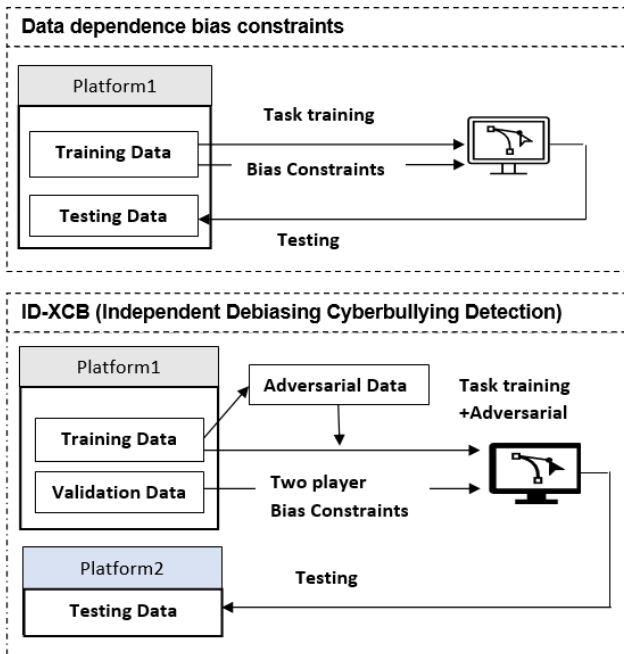 Data dependence bias constraints
Platform1
Task training
Training Data
Bias Constraints
Testing Data
Testing
ID-XCB (Independent Debiasing Cyberbullying Detection)
Platform1
Adversarial Data
Task training
+Adversarial
Training Data
Validation Data
Two player
Bias Constraints
Platform2
Testing
Testing Data